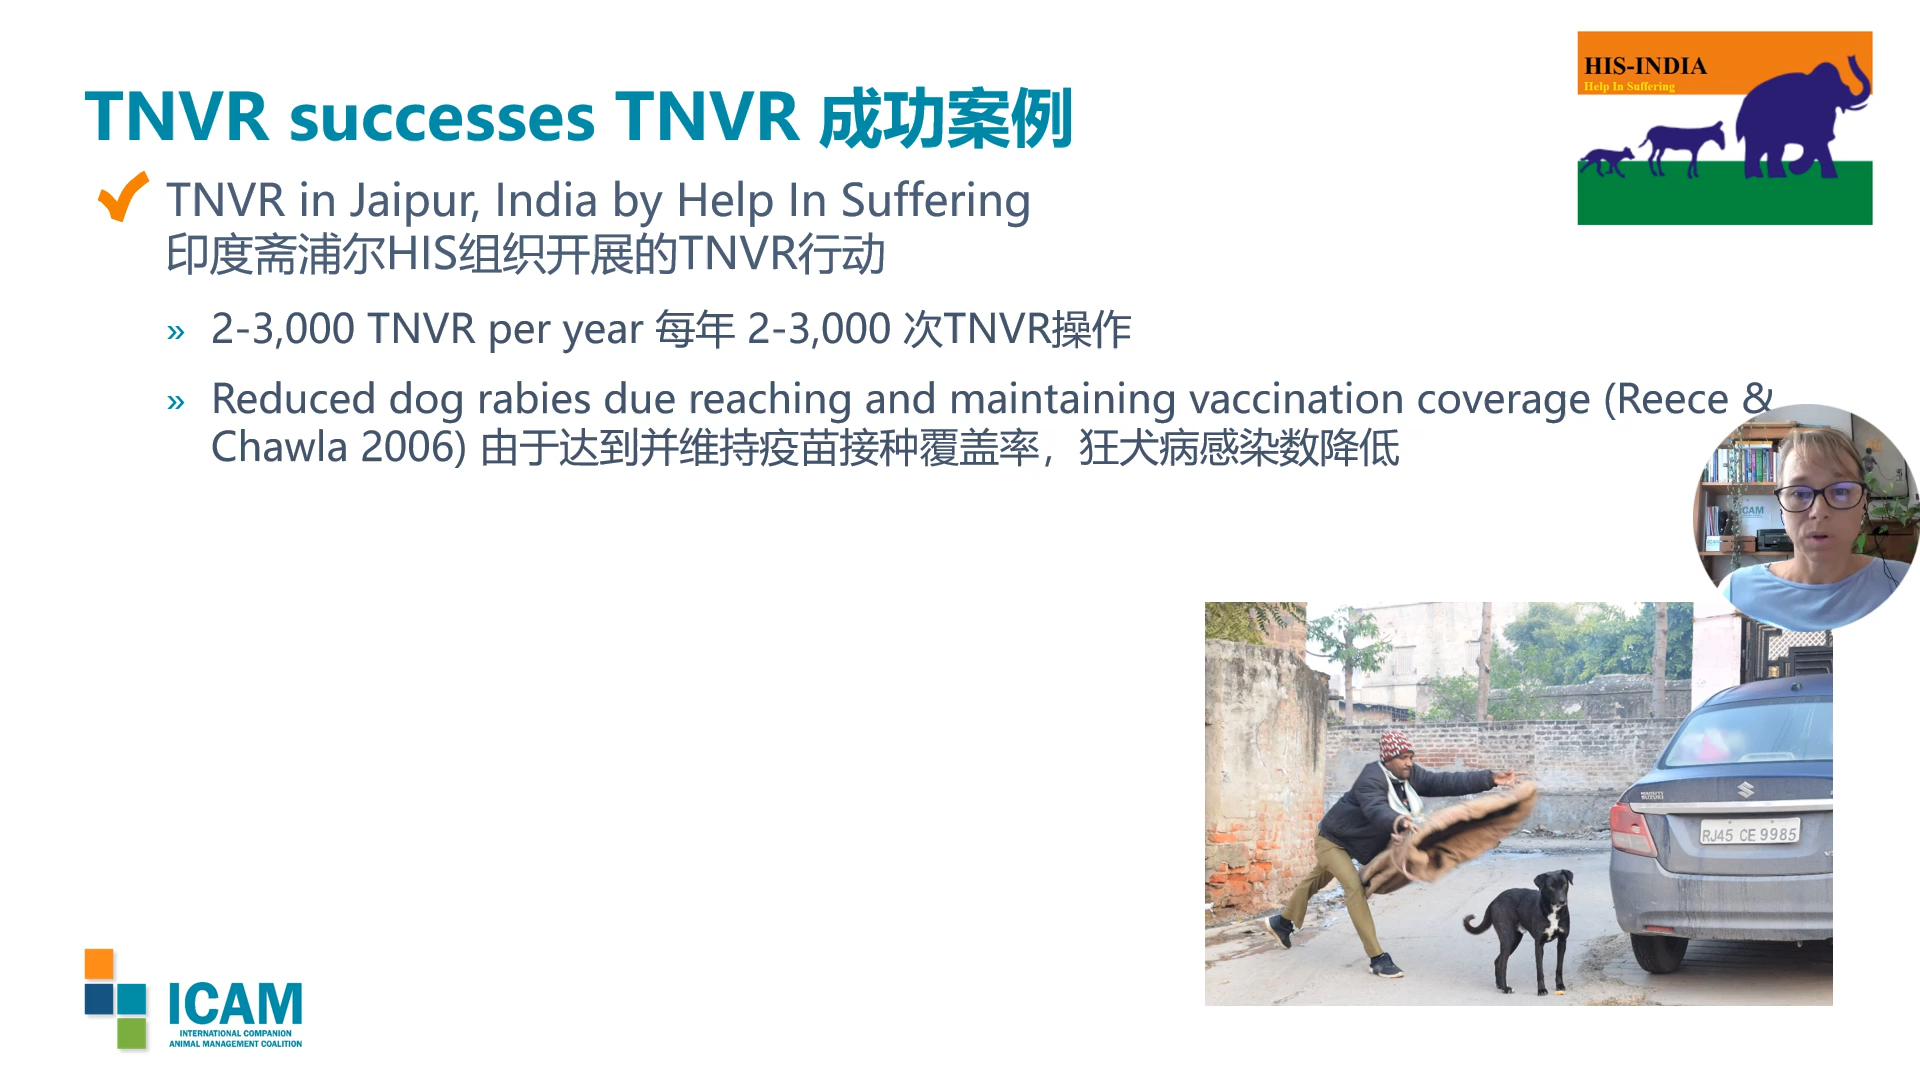 HIS-INDIA
Help In Suffering
TNVR successes TNVR 成功案例
TNVR in Jaipur, India by Help In Suffering
印度斋浦尔HIS组织开展的TNVR行动
» 2-3,000 TNVR per year 每年 2-3,000 次TNVR操作
» Reduced dog rabies due reaching and maintaining vaccination coverage (Reece &
Chawla 2006) 由于达到并维持疫苗接种覆盖率，狂犬病感染数降低
ICAM
MARUTI
SUZUKI
RJ45 CE 9985
ICAM
INTERNATIONAL COMPANION
ANIMAL MANAGEMENT COALITION